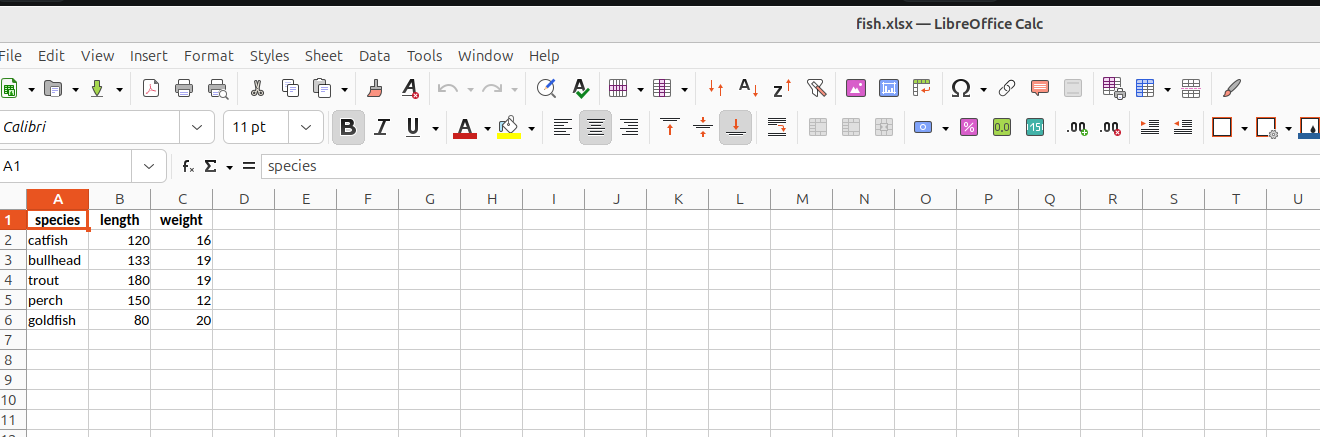 fish.xlsx — LibreOffice Calc
File Edit View Insert Format Styles Sheet Data Tools Window Help
Calibri 11 pt B I U A
A1 fx Σ = species
A B C D E F G H I J K L M N O P Q R S T U
1 species length weight
2 catfish 120 16
3 bullhead 133 19
4 trout 180 19
5 perch 150 12
6 goldfish 80 20
7
8
9
10
11